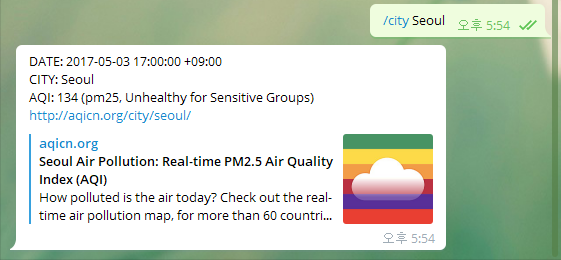 /city Seoul 오후 5:54
DATE: 2017-05-03 17:00:00 +09:00
CITY: Seoul
AQI: 134 (pm25, Unhealthy for Sensitive Groups)
http://aqicn.org/city/seoul/
aqicn.org
Seoul Air Pollution: Real-time PM2.5 Air Quality
Index (AQI)
How polluted is the air today? Check out the real-
time air pollution map, for more than 60 countri...
오후 5:54